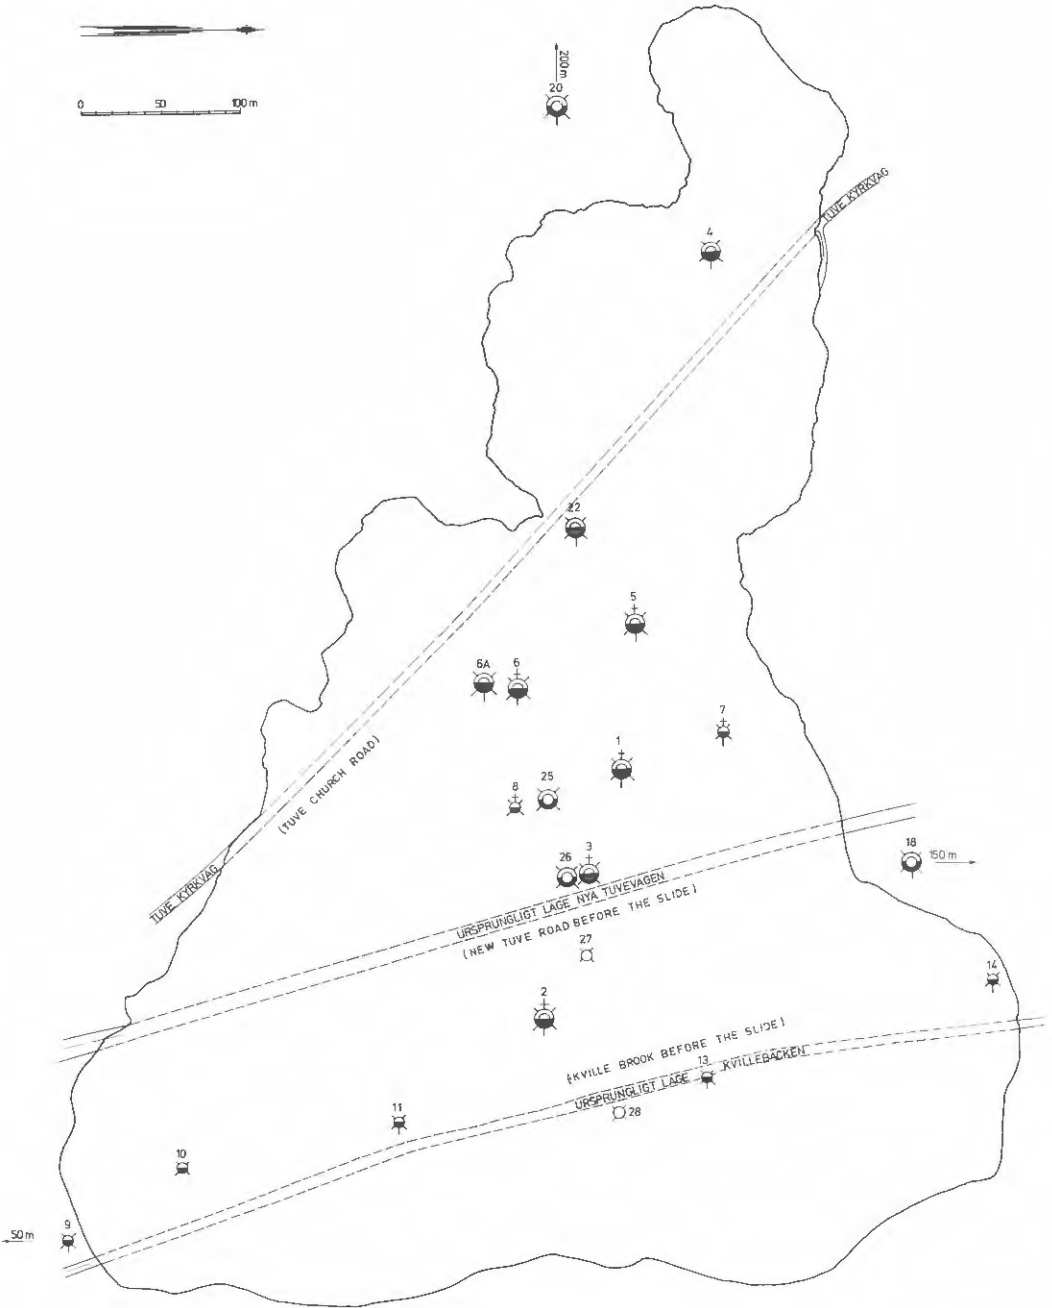 200m
20
0 50 100 m
TUVE KYRKVÄG
4
22
5
6A
6
7
1
(TUVE CHURCH ROAD)
8
25
3
26
18
150 m
TUVE KYRKVÄG
URSPRUNGLIGT LÄGE NYA TUVEVÄGEN
(NEW TUVE ROAD BEFORE THE SLIDE)
27
14
2
(KVILLE BROOK BEFORE THE SLIDE)
13
URSPRUNGLIGT LÄGE KVILLEBÄCKEN
28
11
10
9
50 m